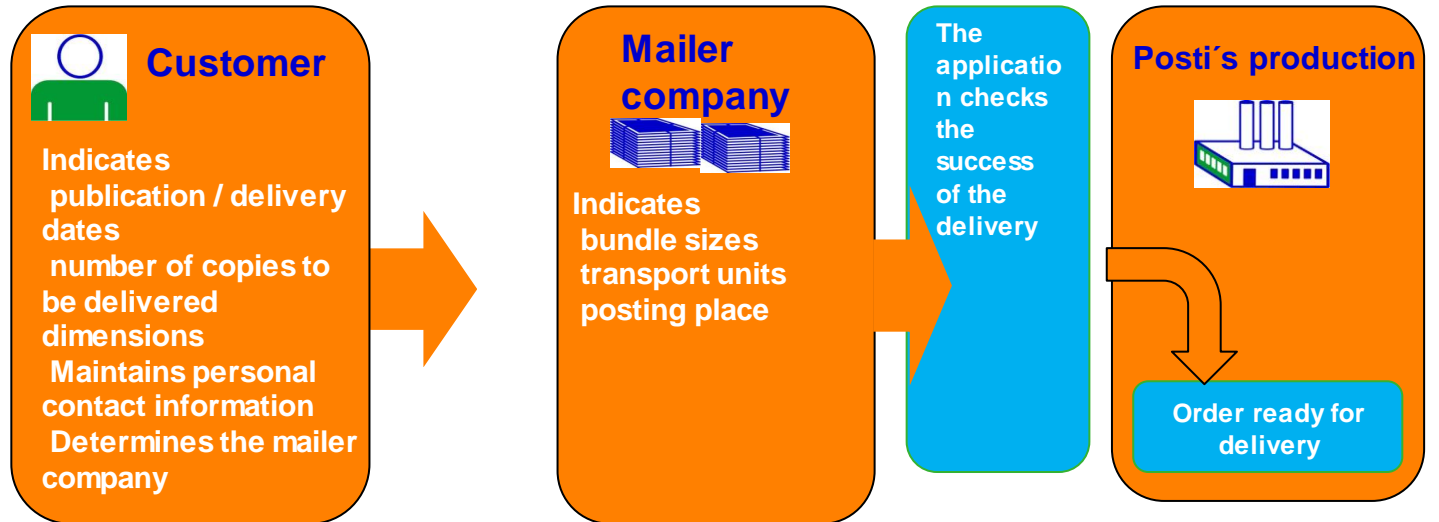 Customer
Indicates
publication / delivery
dates
number of copies to
be delivered
dimensions
Maintains personal
contact information
Determines the mailer
company
Mailer
company
Indicates
bundle sizes
transport units
posting place
The
applicatio
n checks
the
success
of the
delivery
Posti´s production
Order ready for
delivery